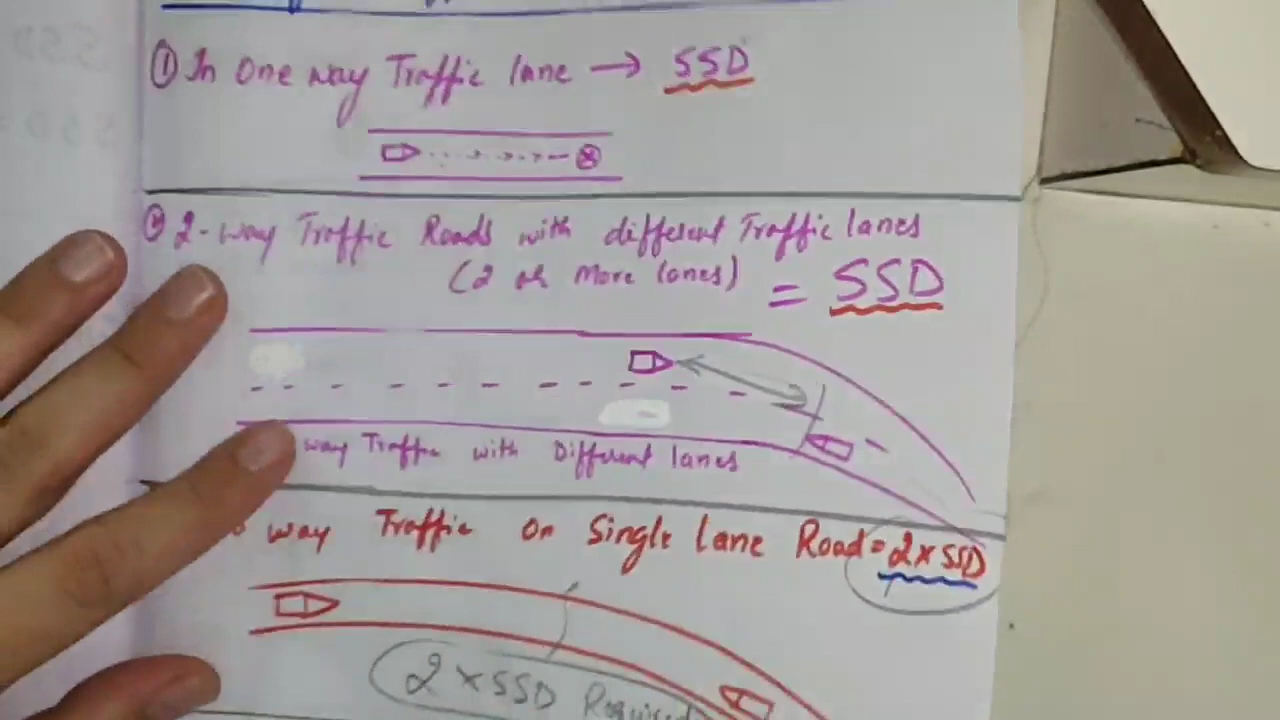 ① In One way Traffic lane → SSD
② 2-way Traffic Roads with different Traffic lanes
(2 or More lanes) = SSD
way Traffic with Different lanes
way Traffic on Single Lane Road = 2×SSD
2 × SSD Required